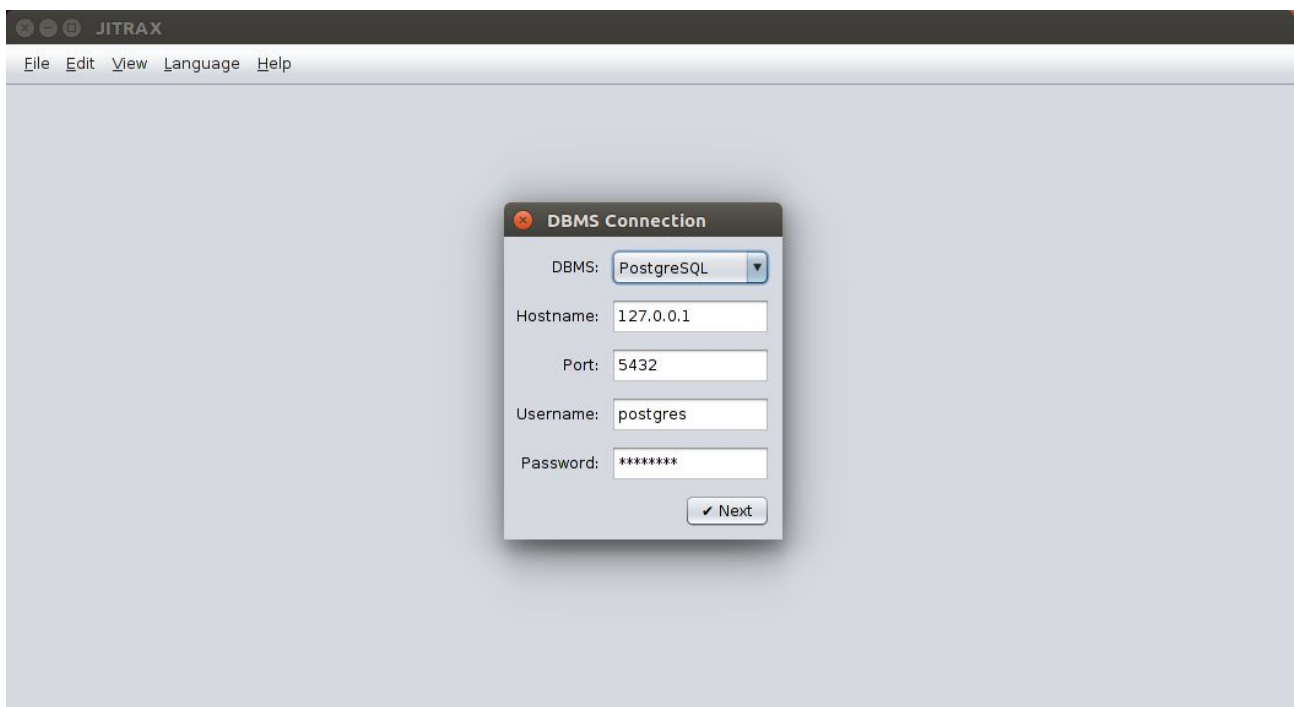 JITRAX
File Edit View Language Help
DBMS Connection
DBMS: PostgreSQL
Hostname: 127.0.0.1
Port: 5432
Username: postgres
Password: ********
✔ Next